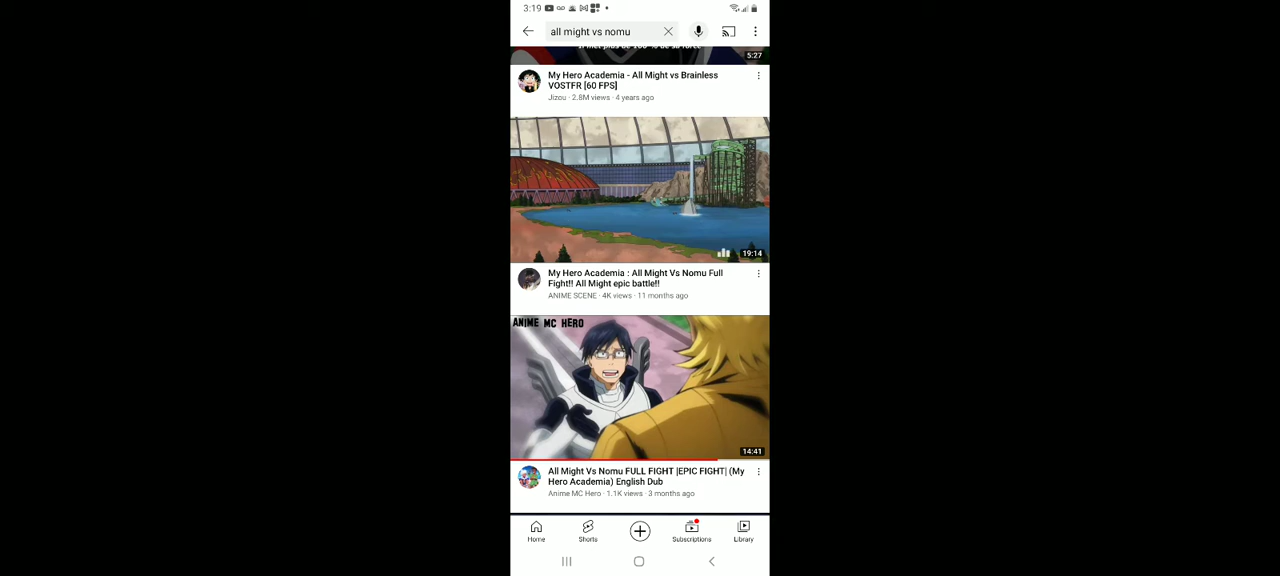 3:19
all might vs nomu
5:27
My Hero Academia - All Might vs Brainless
VOSTFR [60 FPS]
Jizou · 2.8M views · 4 years ago
19:14
My Hero Academia : All Might Vs Nomu Full
Fight!! All Might epic battle!!
ANIME SCENE · 4K views · 11 months ago
ANIME MC HERO
14:41
All Might Vs Nomu FULL FIGHT |EPIC FIGHT| (My
Hero Academia) English Dub
Anime MC Hero · 1.1K views · 3 months ago
Home Shorts Subscriptions Library